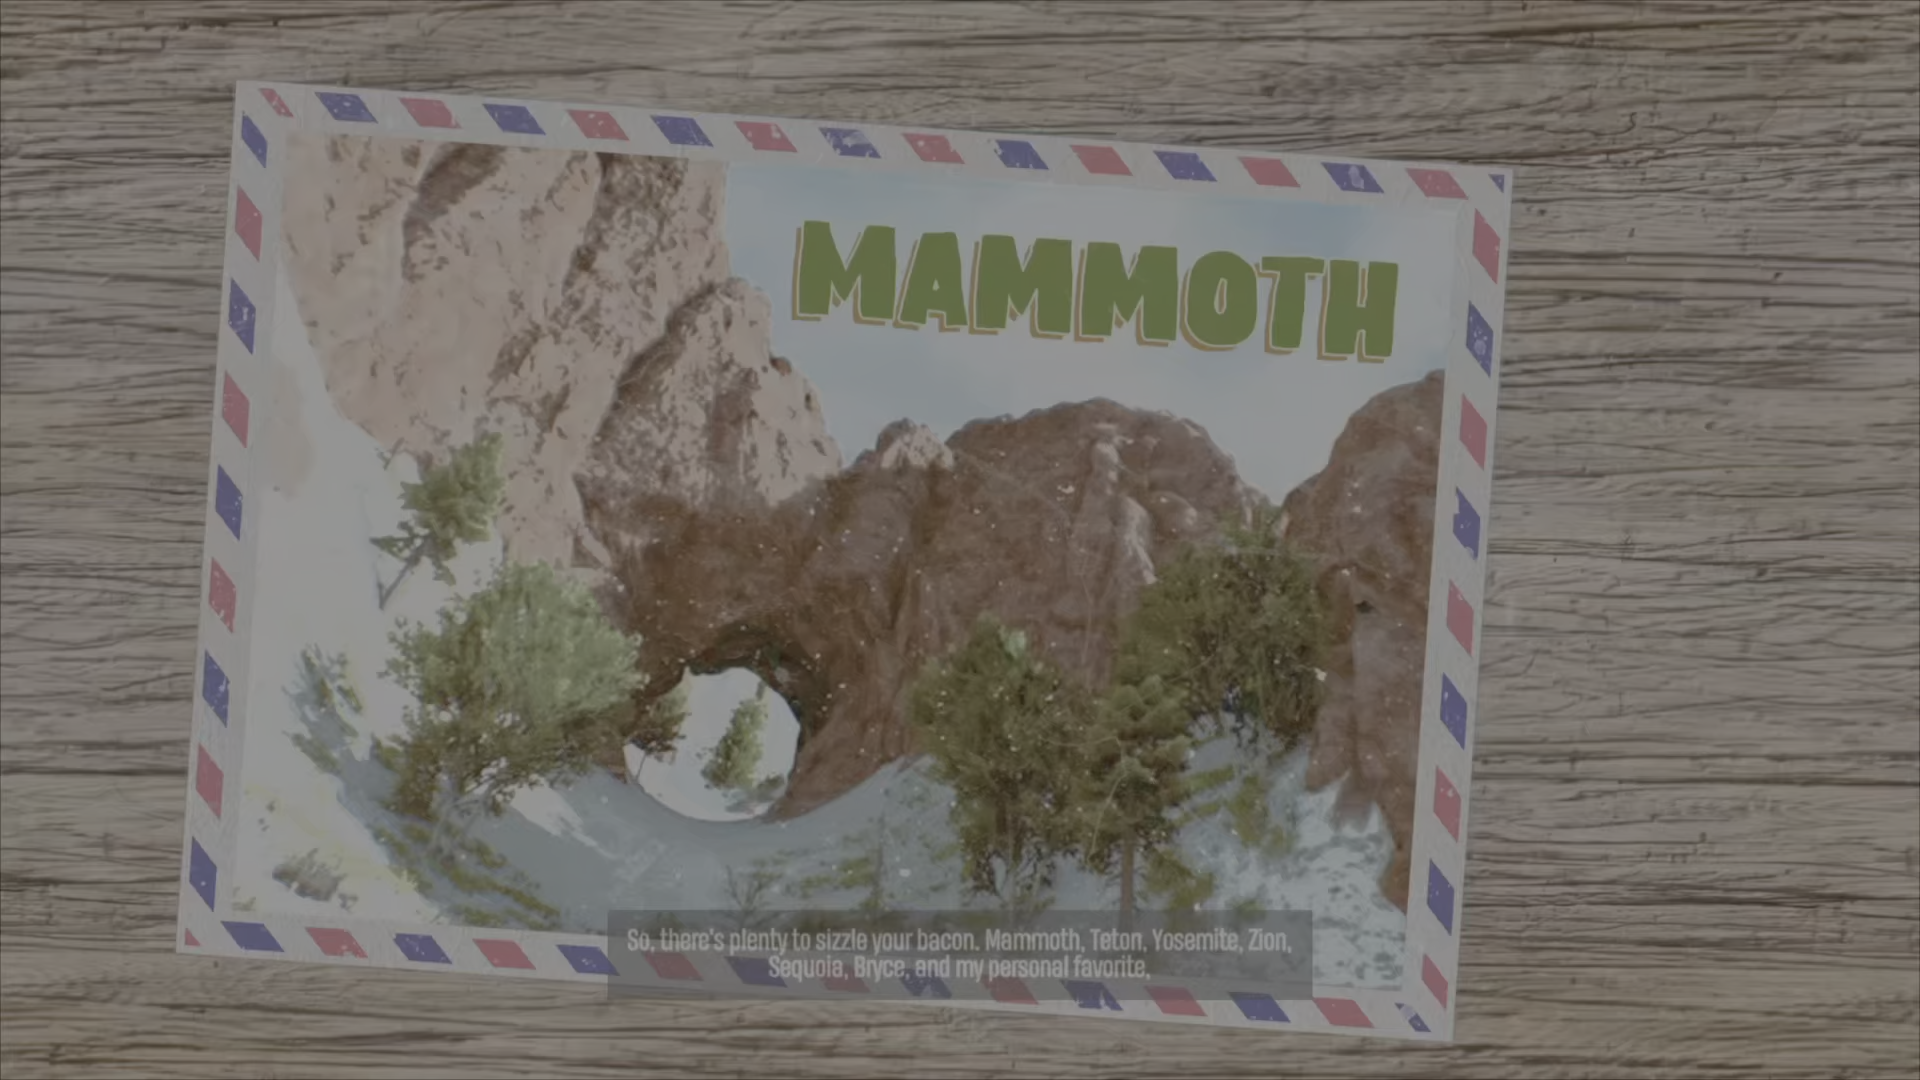 MAMMOTH
So, there's plenty to sizzle your bacon. Mammoth, Teton, Yosemite, Zion,
Sequoia, Bryce, and my personal favorite,